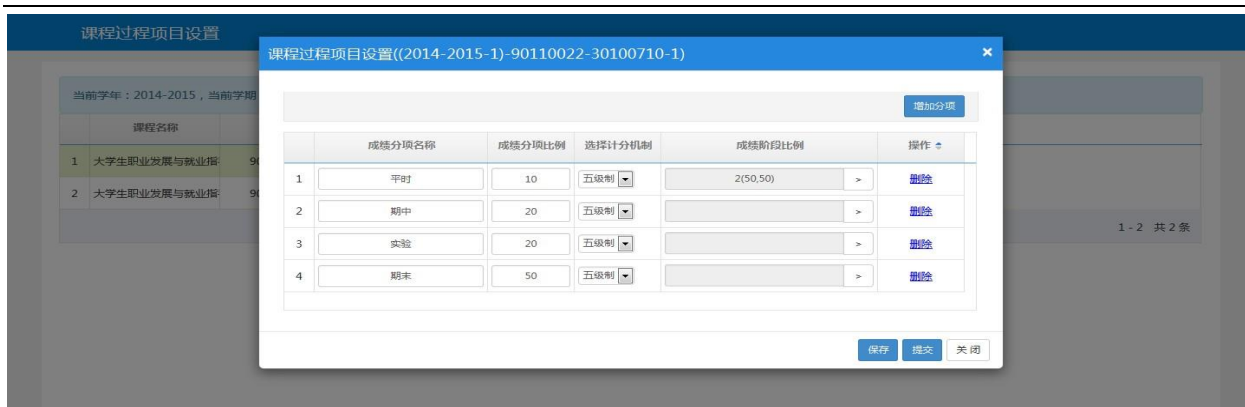 课程过程项目设置
课程过程项目设置((2014-2015-1)-90110022-30100710-1) ×
当前学年：2014-2015，当前学期
增加分项
课程名称
1 大学生职业发展与就业指 90
2 大学生职业发展与就业指 90
1 - 2 共 2 条
成绩分项名称 成绩分项比例 选择计分机制 成绩阶段比例 操作
1 平时 10 五级制 2(50,50) > 删除
2 期中 20 五级制 > 删除
3 实验 20 五级制 > 删除
4 期末 50 五级制 > 删除
保存 提交 关 闭